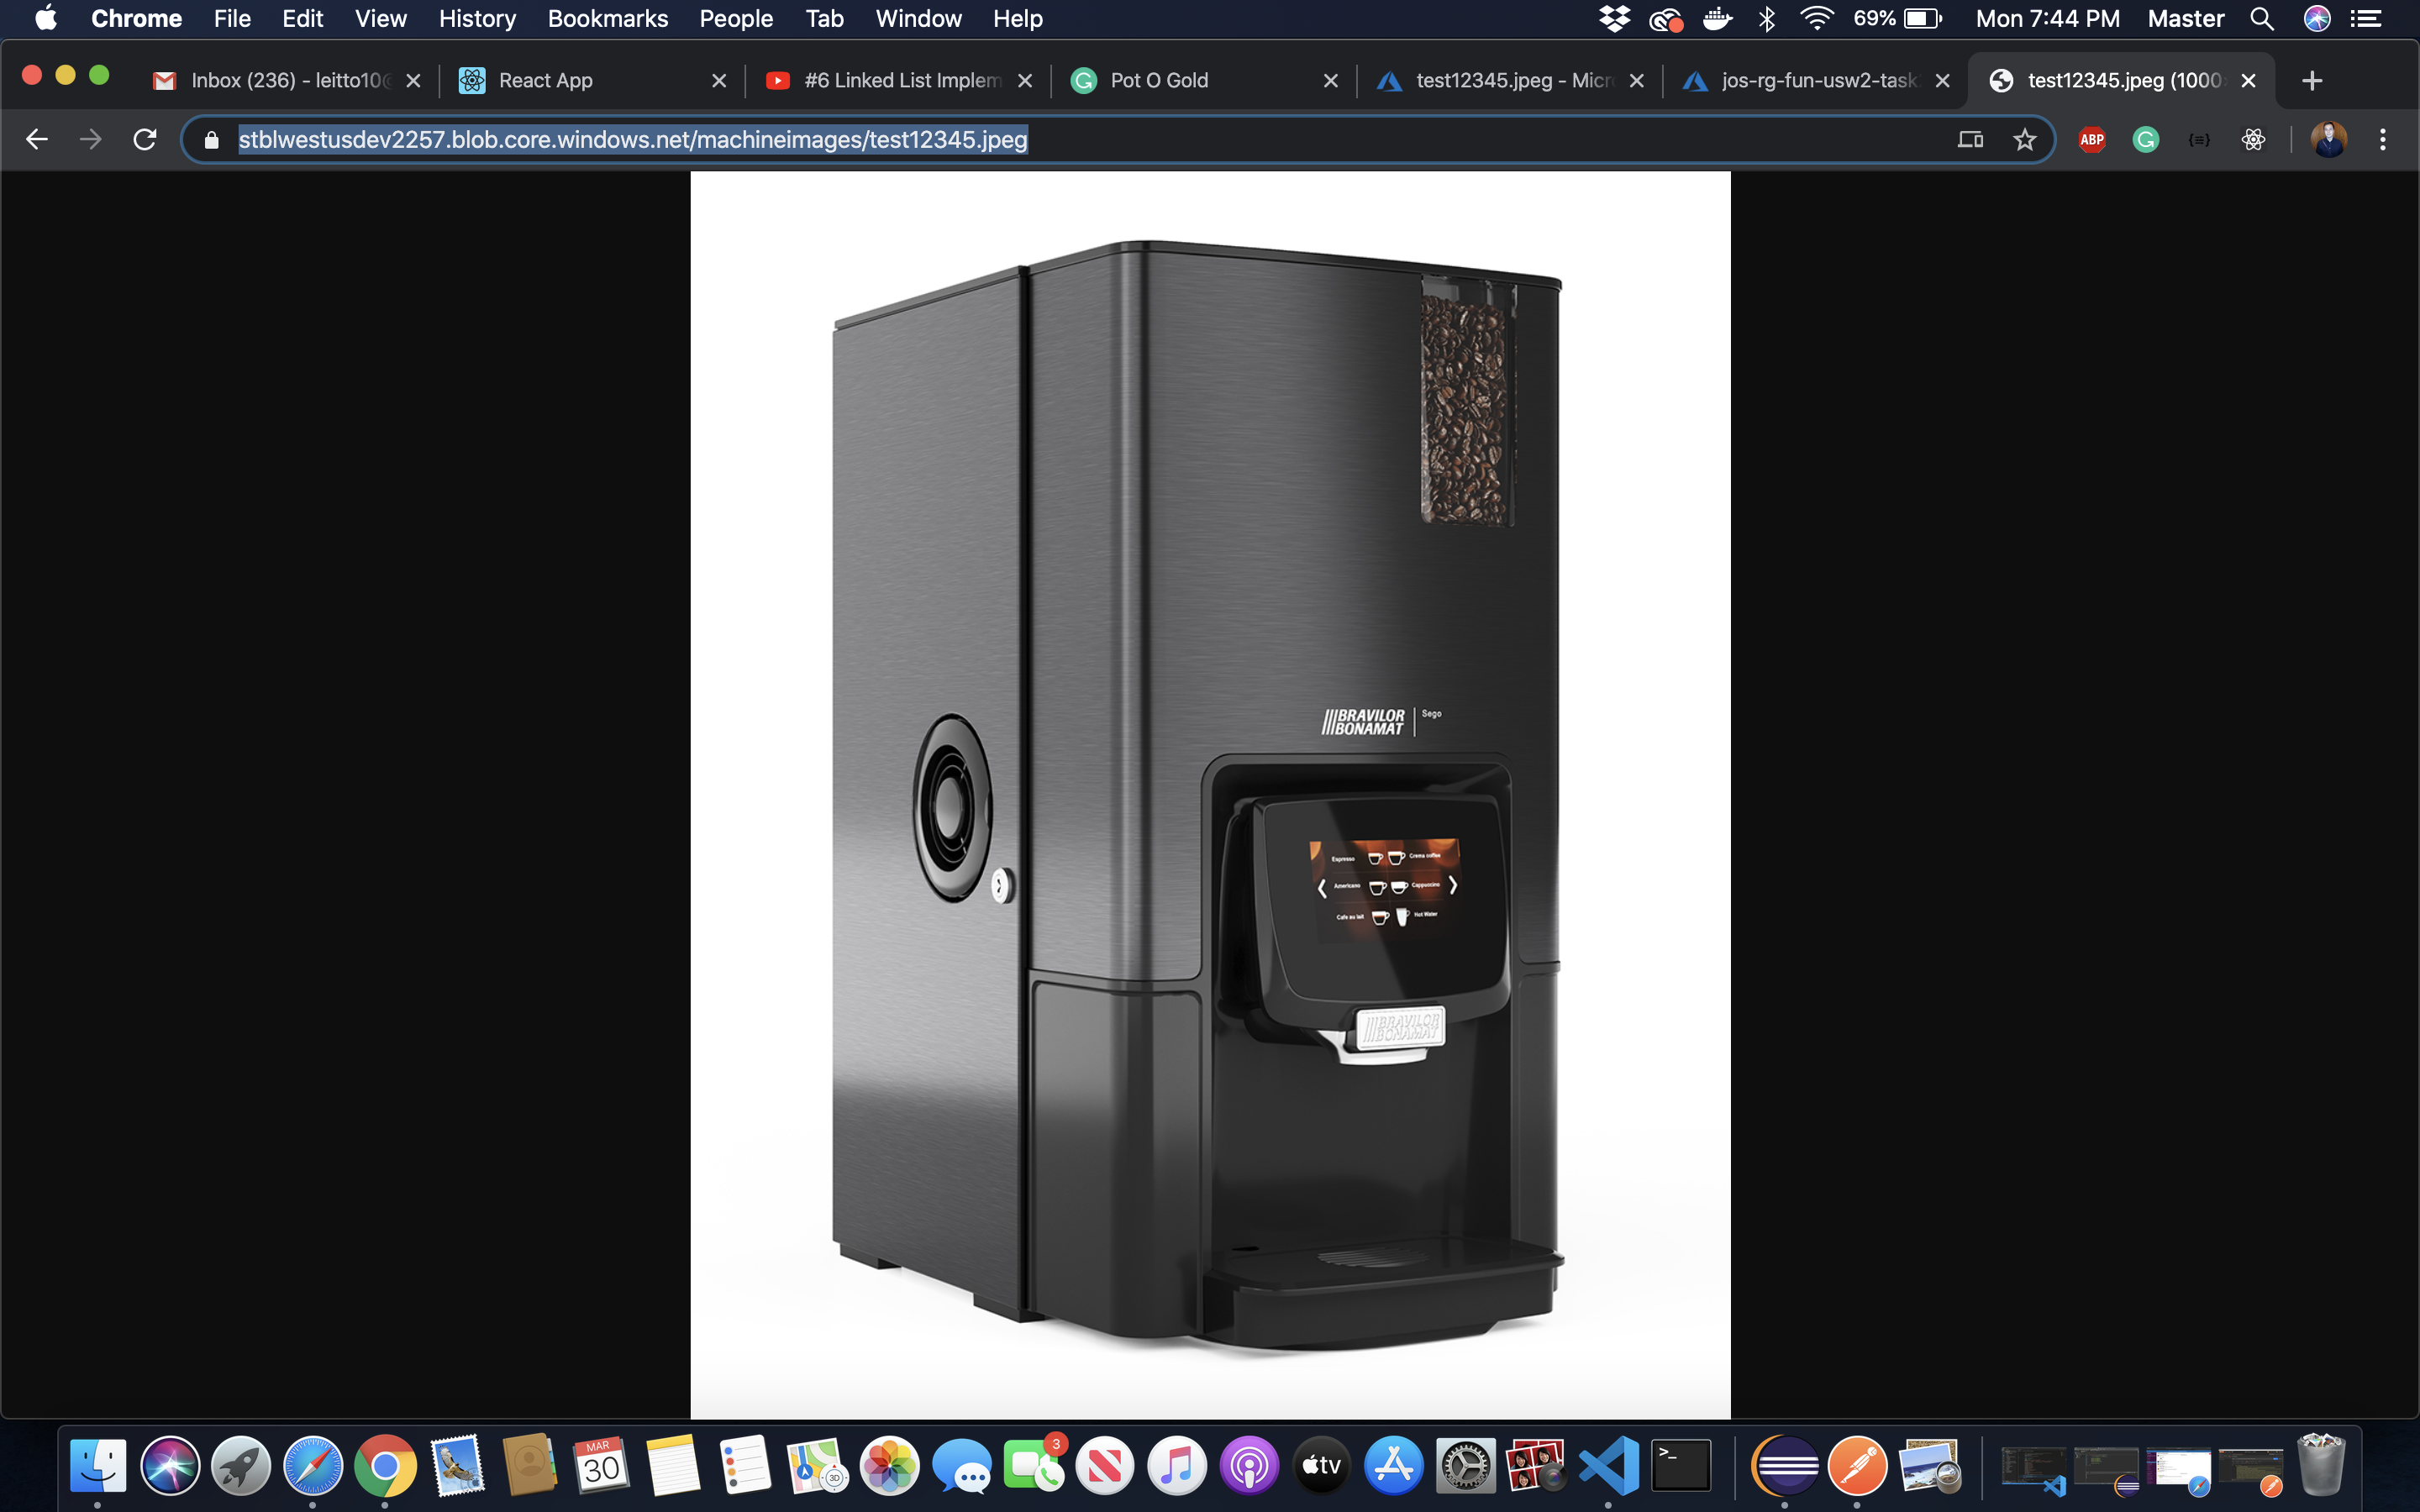 Chrome File Edit View History Bookmarks People Tab Window Help 69% Mon 7:44 PM Master
Inbox (236) - leitto10@ React App #6 Linked List Implem Pot O Gold test12345.jpeg - Micr jos-rg-fun-usw2-task test12345.jpeg (1000
stblwestusdev2257.blob.core.windows.net/machineimages/test12345.jpeg ABP
BRAVILOR Sego
BONAMAT
Espresso Crema coffee
Americano Cappuccino
Cafe au lait Hot Water
BRAVILOR
BONAMAT
MAR
30
3D
3
tv
>_